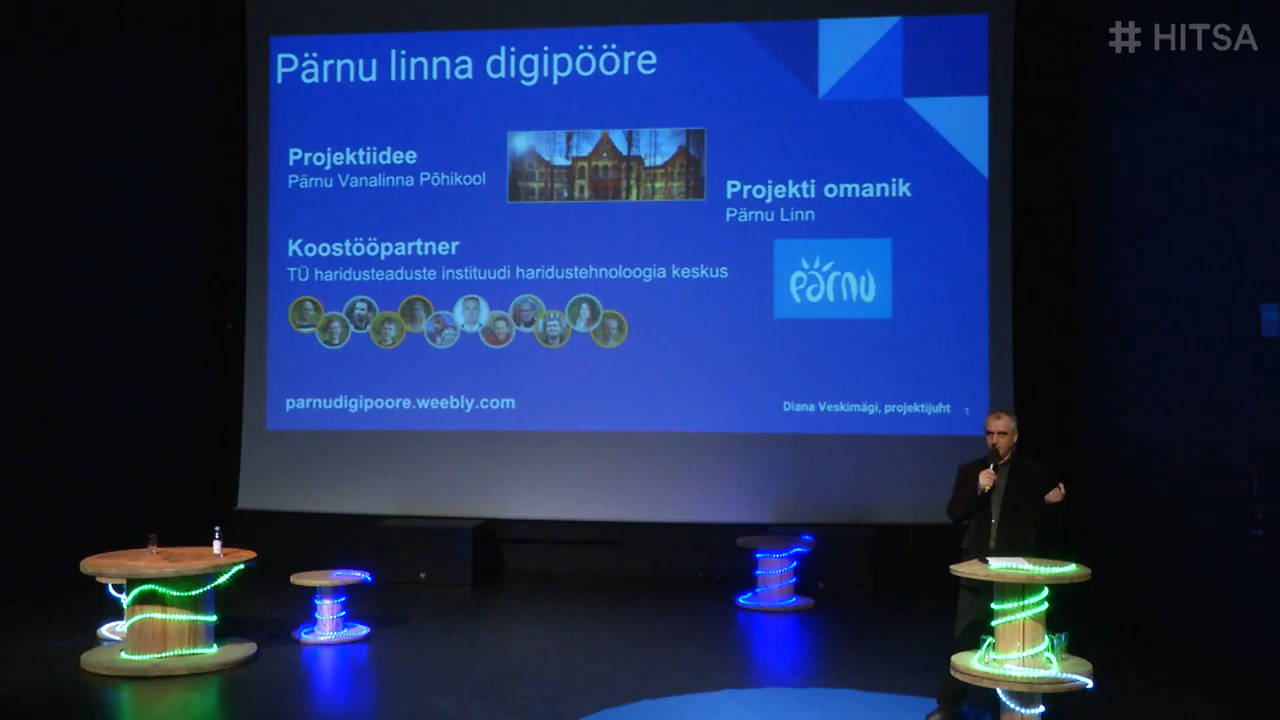 # HITSA
Pärnu linna digipööre
Projektiidee
Pärnu Vanalinna Põhikool
Projekti omanik
Pärnu Linn
Koostööpartner
TÜ haridusteaduste instituudi haridustehnoloogia keskus
pärnu
parnudigipoore.weebly.com
Diana Veskimägi, projektijuht
1